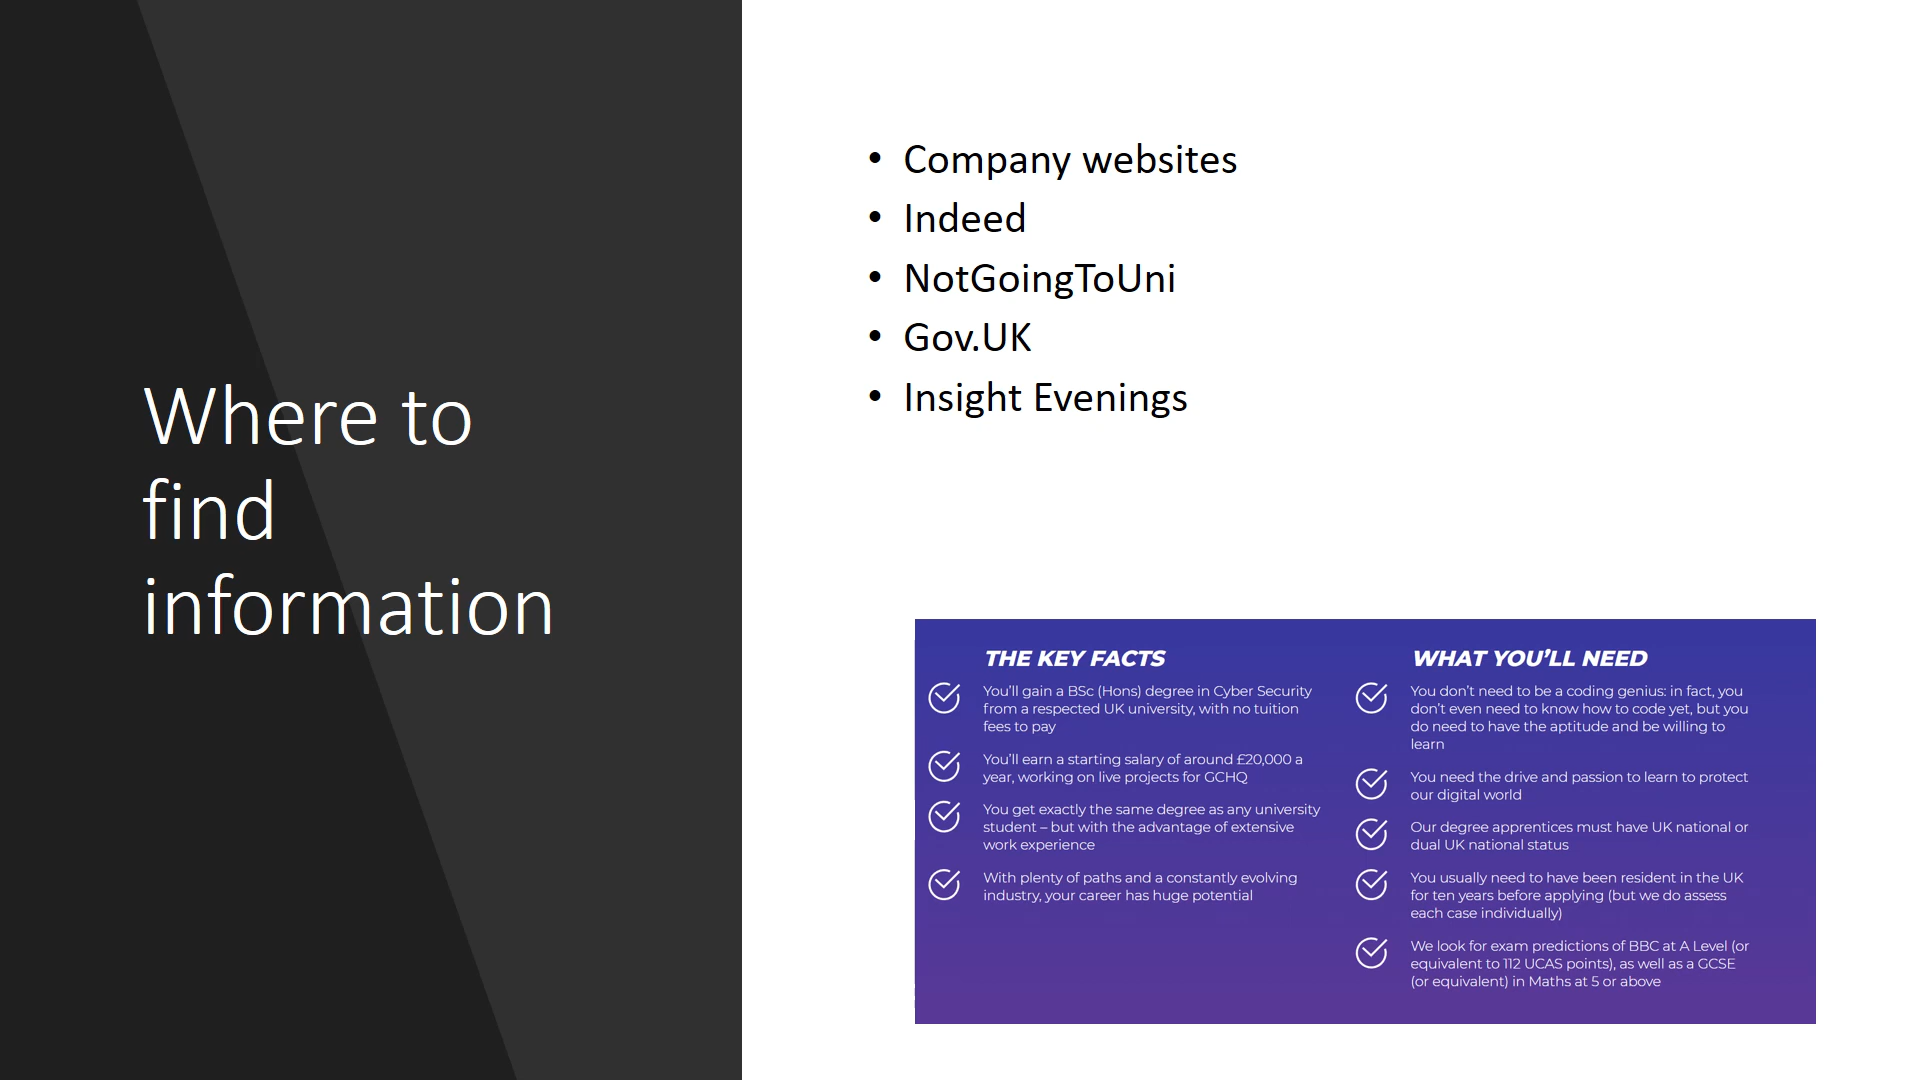 Where to
find
information
• Company websites
• Indeed
• NotGoingToUni
• Gov.UK
• Insight Evenings
THE KEY FACTS
You'll gain a BSc (Hons) degree in Cyber Security
from a respected UK university, with no tuition
fees to pay
You'll earn a starting salary of around £20,000 a
year, working on live projects for GCHQ
You get exactly the same degree as any university
student – but with the advantage of extensive
work experience
With plenty of paths and a constantly evolving
industry, your career has huge potential
WHAT YOU'LL NEED
You don't need to be a coding genius: in fact, you
don't even need to know how to code yet, but you
do need to have the aptitude and be willing to
learn
You need the drive and passion to learn to protect
our digital world
Our degree apprentices must have UK national or
dual UK national status
You usually need to have been resident in the UK
for ten years before applying (but we do assess
each case individually)
We look for exam predictions of BBC at A Level (or
equivalent to 112 UCAS points), as well as a GCSE
(or equivalent) in Maths at 5 or above